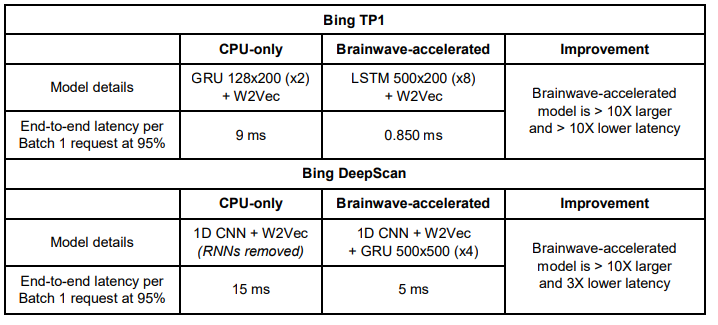 Bing TP1
CPU-only Brainwave-accelerated Improvement
Model details
GRU 128x200 (x2)
+ W2Vec
LSTM 500x200 (x8)
+ W2Vec
Brainwave-accelerated
model is > 10X larger
and > 10X lower latency
End-to-end latency per
Batch 1 request at 95%
9 ms
0.850 ms
Bing DeepScan
CPU-only Brainwave-accelerated Improvement
Model details
1D CNN + W2Vec
(RNNs removed)
1D CNN + W2Vec
+ GRU 500x500 (x4)
Brainwave-accelerated
model is > 10X larger
and 3X lower latency
End-to-end latency per
Batch 1 request at 95%
15 ms
5 ms